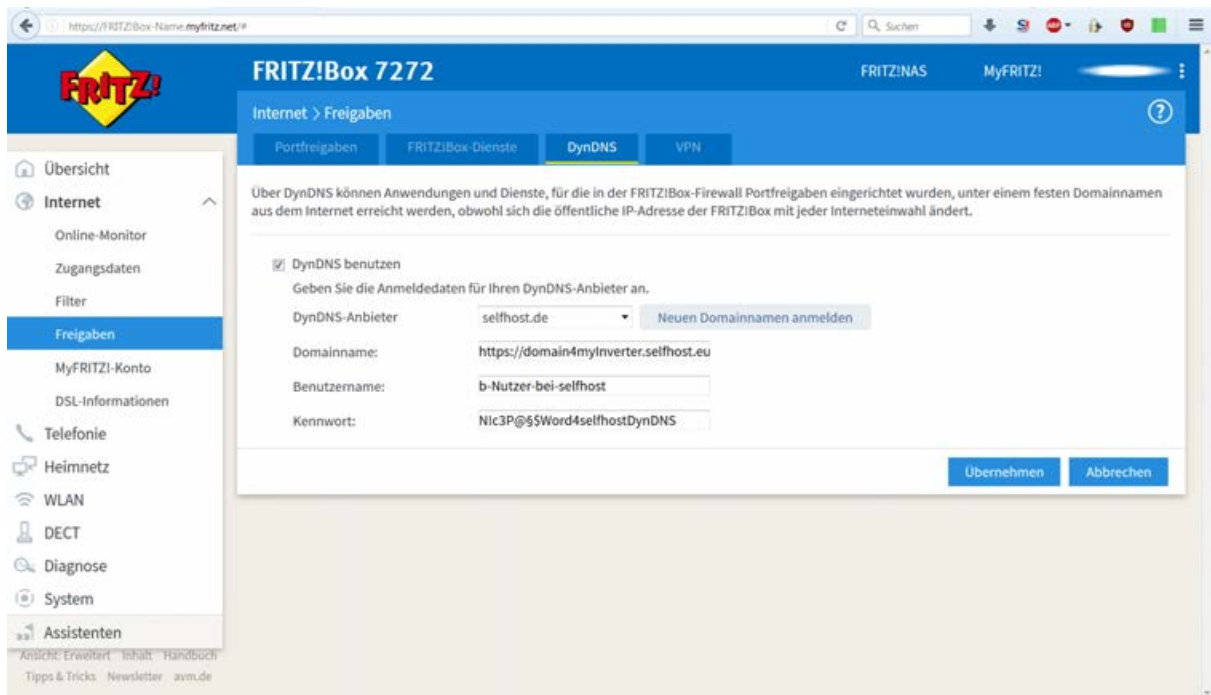 https://FRITZ!Box-Name.myfritz.net/#
Suchen
FRITZ!
FRITZ!Box 7272
FRITZ!NAS
MyFRITZ!
Internet > Freigaben
?
Portfreigaben
FRITZ!Box-Dienste
DynDNS
VPN
Übersicht
Internet
Online-Monitor
Zugangsdaten
Filter
Freigaben
MyFRITZ!-Konto
DSL-Informationen
Telefonie
Heimnetz
WLAN
DECT
Diagnose
System
Assistenten
Ansicht: Erweitert Inhalt Handbuch
Tipps & Tricks Newsletter avm.de
Über DynDNS können Anwendungen und Dienste, für die in der FRITZ!Box-Firewall Portfreigaben eingerichtet wurden, unter einem festen Domainnamen
aus dem Internet erreicht werden, obwohl sich die öffentliche IP-Adresse der FRITZ!Box mit jeder Interneteinwahl ändert.
DynDNS benutzen
Geben Sie die Anmeldedaten für Ihren DynDNS-Anbieter an.
DynDNS-Anbieter selfhost.de Neuen Domainnamen anmelden
Domainname: https://domain4myInverter.selfhost.eu
Benutzername: b-Nutzer-bei-selfhost
Kennwort: NIc3P@§$Word4selfhostDynDNS
Übernehmen Abbrechen